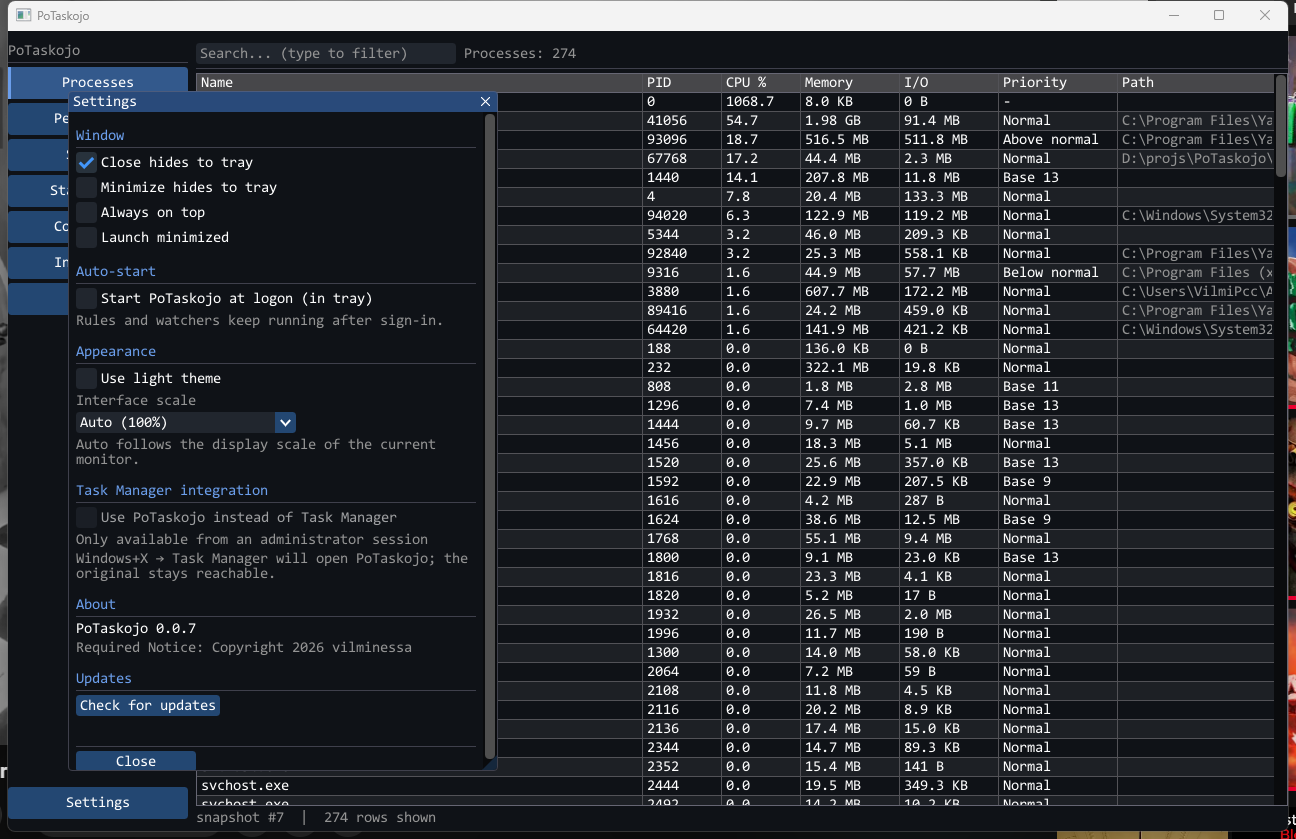 PoTaskojo
PoTaskojo
Search... (type to filter) Processes: 274
Processes
Name PID CPU % Memory I/O Priority Path
Settings
Window
Close hides to tray
Minimize hides to tray
Always on top
Launch minimized
Auto-start
Start PoTaskojo at logon (in tray)
Rules and watchers keep running after sign-in.
Appearance
Use light theme
Interface scale
Auto (100%)
Auto follows the display scale of the current
monitor.
Task Manager integration
Use PoTaskojo instead of Task Manager
Only available from an administrator session
Windows+X → Task Manager will open PoTaskojo; the
original stays reachable.
About
PoTaskojo 0.0.7
Required Notice: Copyright 2026 vilminessa
Updates
Check for updates
Close
0 1068.7 8.0 KB 0 B -
41056 54.7 1.98 GB 91.4 MB Normal C:\Program Files\Ya
93096 18.7 516.5 MB 511.8 MB Above normal C:\Program Files\Ya
67768 17.2 44.4 MB 2.3 MB Normal D:\projs\PoTaskojo\
1440 14.1 207.8 MB 11.8 MB Base 13
4 7.8 20.4 MB 133.3 MB Normal
94020 6.3 122.9 MB 119.2 MB Normal C:\Windows\System32
5344 3.2 46.0 MB 209.3 KB Normal
92840 3.2 25.3 MB 558.1 KB Normal C:\Program Files\Ya
9316 1.6 44.9 MB 57.7 MB Below normal C:\Program Files (x
3880 1.6 607.7 MB 172.2 MB Normal C:\Users\VilmiPcc\A
89416 1.6 24.2 MB 459.0 KB Normal C:\Program Files\Ya
64420 1.6 141.9 MB 421.2 KB Normal C:\Windows\System32
188 0.0 136.0 KB 0 B Normal
232 0.0 322.1 MB 19.8 KB Normal
808 0.0 1.8 MB 2.8 MB Base 11
1296 0.0 7.4 MB 1.0 MB Base 13
1444 0.0 9.7 MB 60.7 KB Base 13
1456 0.0 18.3 MB 5.1 MB Normal
1520 0.0 25.6 MB 357.0 KB Base 13
1592 0.0 22.9 MB 207.5 KB Base 9
1616 0.0 4.2 MB 287 B Normal
1624 0.0 38.6 MB 12.5 MB Base 9
1768 0.0 55.1 MB 9.4 MB Normal
1800 0.0 9.1 MB 23.0 KB Base 13
1816 0.0 23.3 MB 4.1 KB Normal
1820 0.0 5.2 MB 17 B Normal
1932 0.0 26.5 MB 2.0 MB Normal
1996 0.0 11.7 MB 190 B Normal
1300 0.0 14.0 MB 58.0 KB Normal
2064 0.0 7.2 MB 59 B Normal
2108 0.0 11.8 MB 4.5 KB Normal
2116 0.0 20.2 MB 8.9 KB Normal
2136 0.0 17.4 MB 15.0 KB Normal
2344 0.0 14.7 MB 89.3 KB Normal
2352 0.0 15.4 MB 141 B Normal
svchost.exe 2444 0.0 19.5 MB 349.3 KB Normal
svchost.exe 2492 0.0 14.2 MB 10.2 KB Normal
Settings
snapshot #7 | 274 rows shown